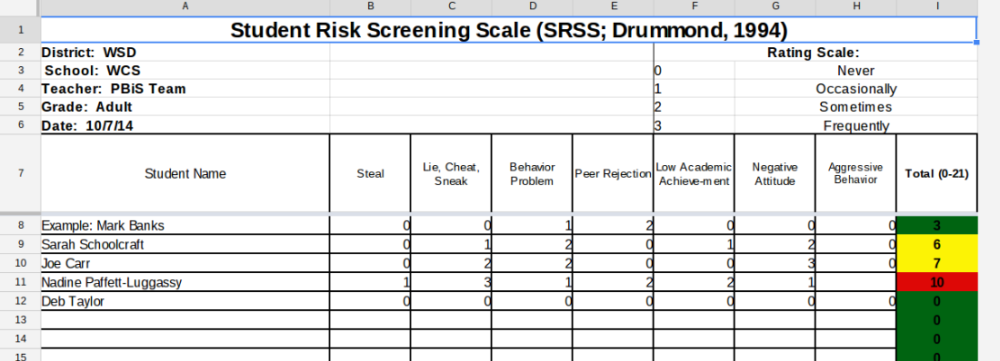 A B C D E F G H I
1 Student Risk Screening Scale (SRSS; Drummond, 1994)
2 District: WSD Rating Scale:
3 School: WCS 0 Never
4 Teacher: PBiS Team 1 Occasionally
5 Grade: Adult 2 Sometimes
6 Date: 10/7/14 3 Frequently
7 Student Name Steal Lie, Cheat, Sneak Behavior Problem Peer Rejection Low Academic Achieve-ment Negative Attitude Aggressive Behavior Total (0-21)
8 Example: Mark Banks 0 0 1 2 0 0 0 3
9 Sarah Schoolcraft 0 1 2 0 1 2 0 6
10 Joe Carr 0 2 2 0 0 3 0 7
11 Nadine Paffett-Luggassy 1 3 1 2 2 1 10
12 Deb Taylor 0 0 0 0 0 0 0 0
13 0
14 0
15 0